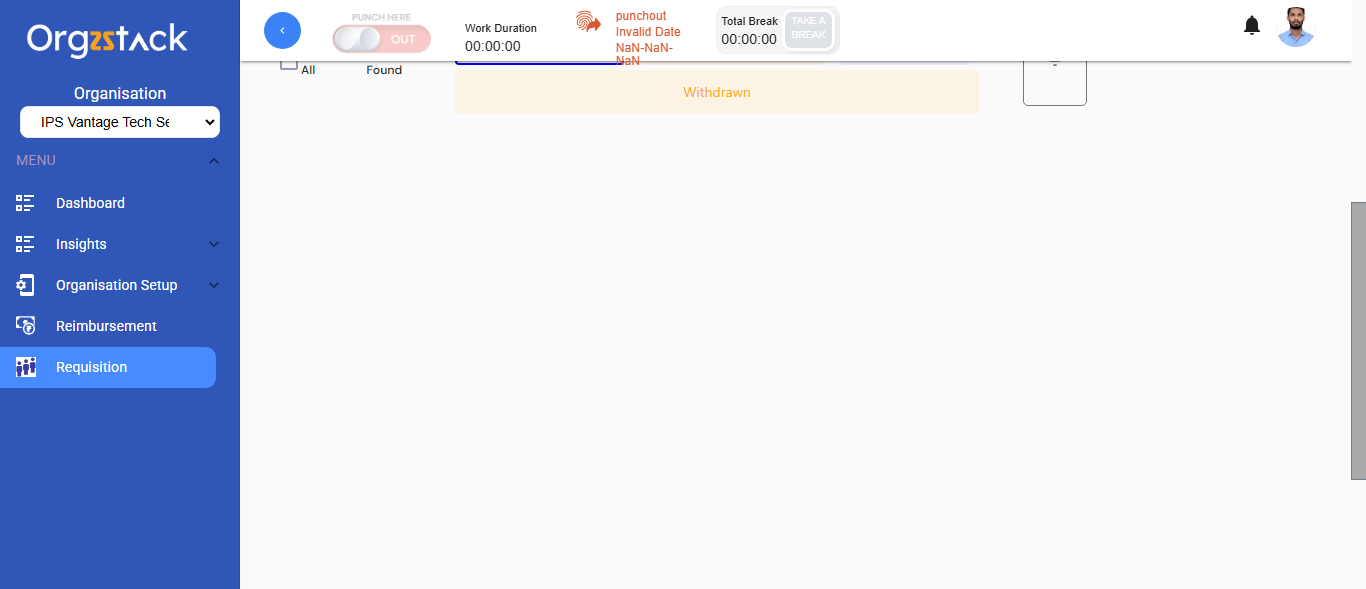 Orgzstack
Organisation
IPS Vantage Tech Se
MENU
Dashboard
Insights
Organisation Setup
Reimbursement
Requisition
PUNCH HERE
OUT
Work Duration
00:00:00
punchout
Invalid Date
NaN-NaN-
NaN
Total Break
00:00:00
TAKE A
BREAK
All
Found
Withdrawn